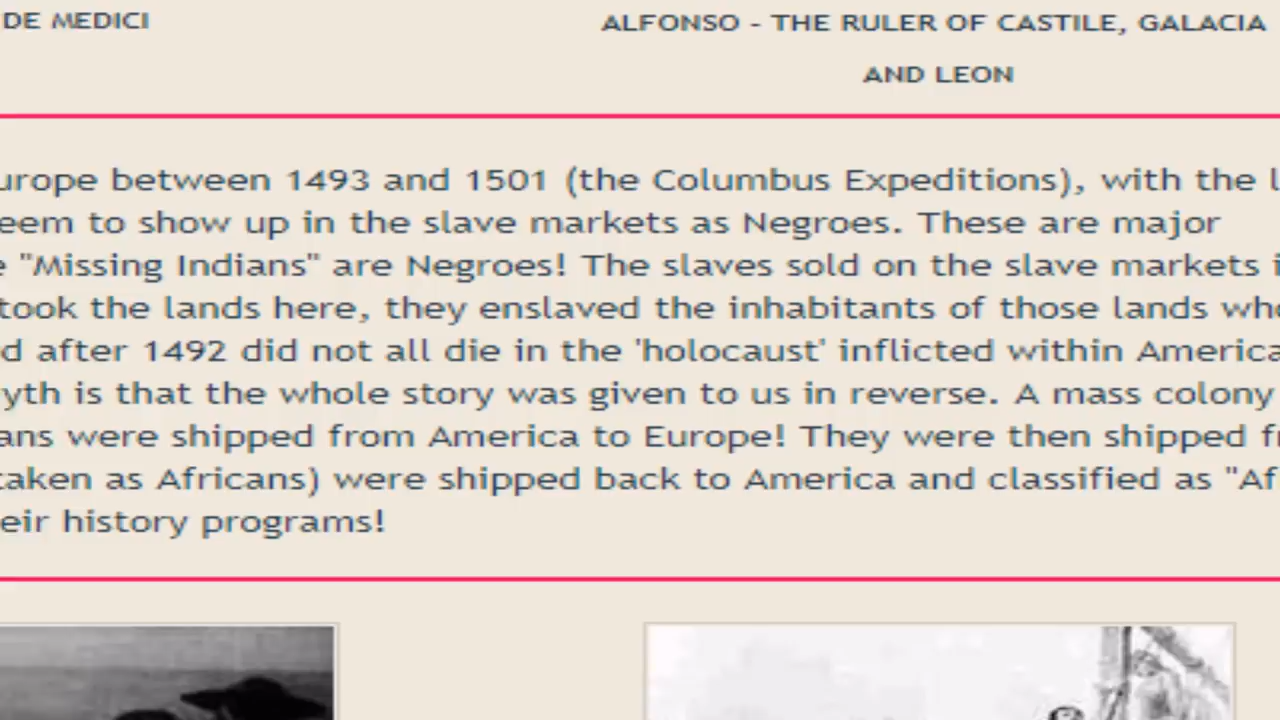 DE MEDICI
ALFONSO - THE RULER OF CASTILE, GALACIA
AND LEON
urope between 1493 and 1501 (the Columbus Expeditions), with the l
eem to show up in the slave markets as Negroes. These are major
e "Missing Indians" are Negroes! The slaves sold on the slave markets i
took the lands here, they enslaved the inhabitants of those lands who
d after 1492 did not all die in the 'holocaust' inflicted within America
yth is that the whole story was given to us in reverse. A mass colony
ans were shipped from America to Europe! They were then shipped fr
taken as Africans) were shipped back to America and classified as "Af
eir history programs!